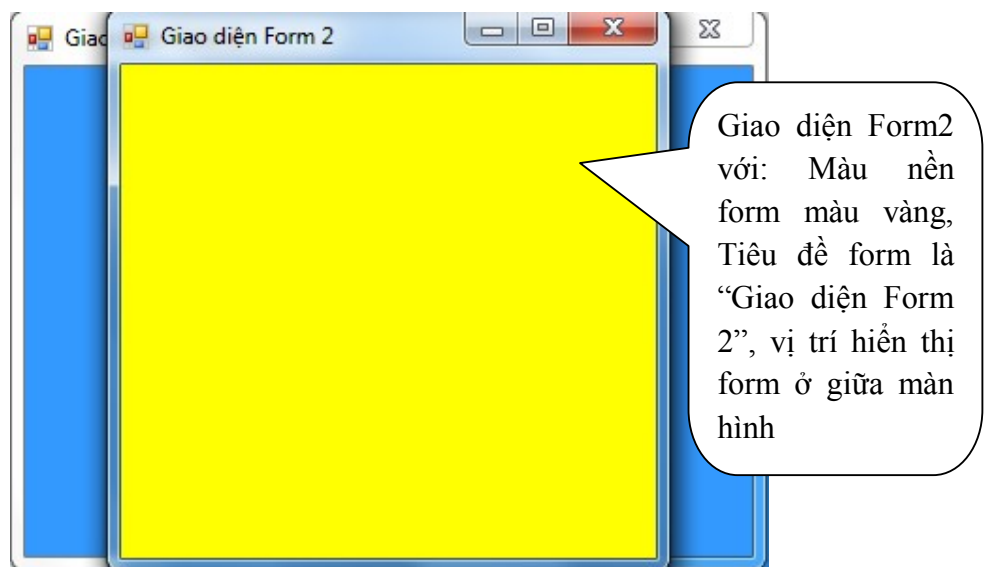 Giao
Giao diện Form 2
Giao diện Form2
với: Màu nền
form màu vàng,
Tiêu đề form là
“Giao diện Form
2”, vị trí hiển thị
form ở giữa màn
hình